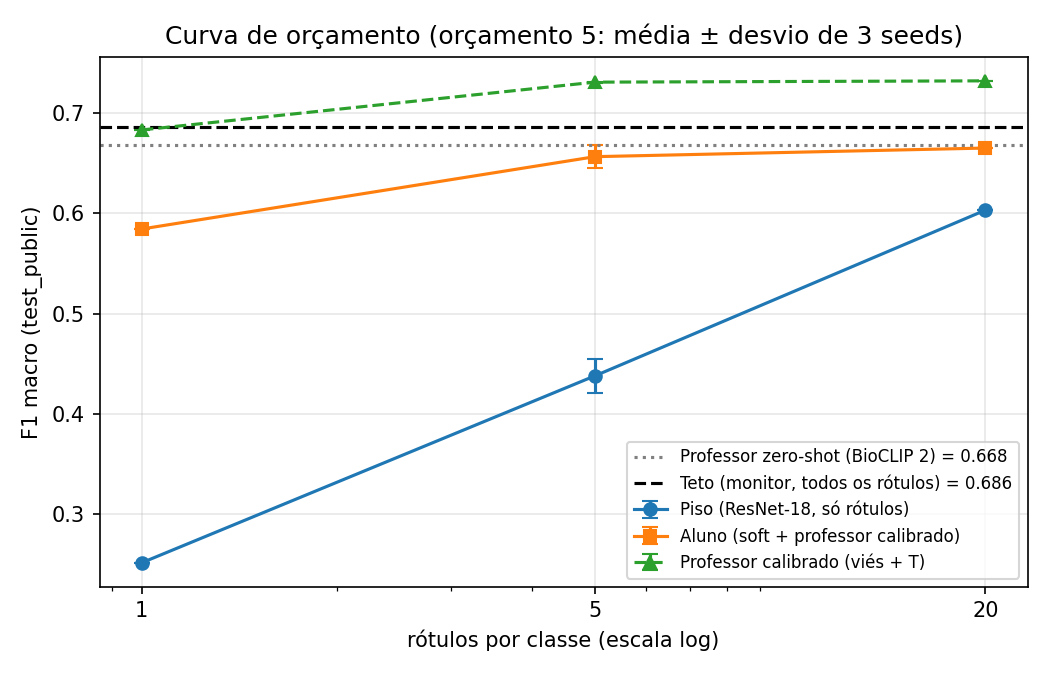 Curva de orçamento (orçamento 5: média ± desvio de 3 seeds)
F1 macro (test_public)
0.7
0.6
0.5
0.4
0.3
Professor zero-shot (BioCLIP 2) = 0.668
Teto (monitor, todos os rótulos) = 0.686
Piso (ResNet-18, só rótulos)
Aluno (soft + professor calibrado)
Professor calibrado (viés + T)
1 5 20
rótulos por classe (escala log)